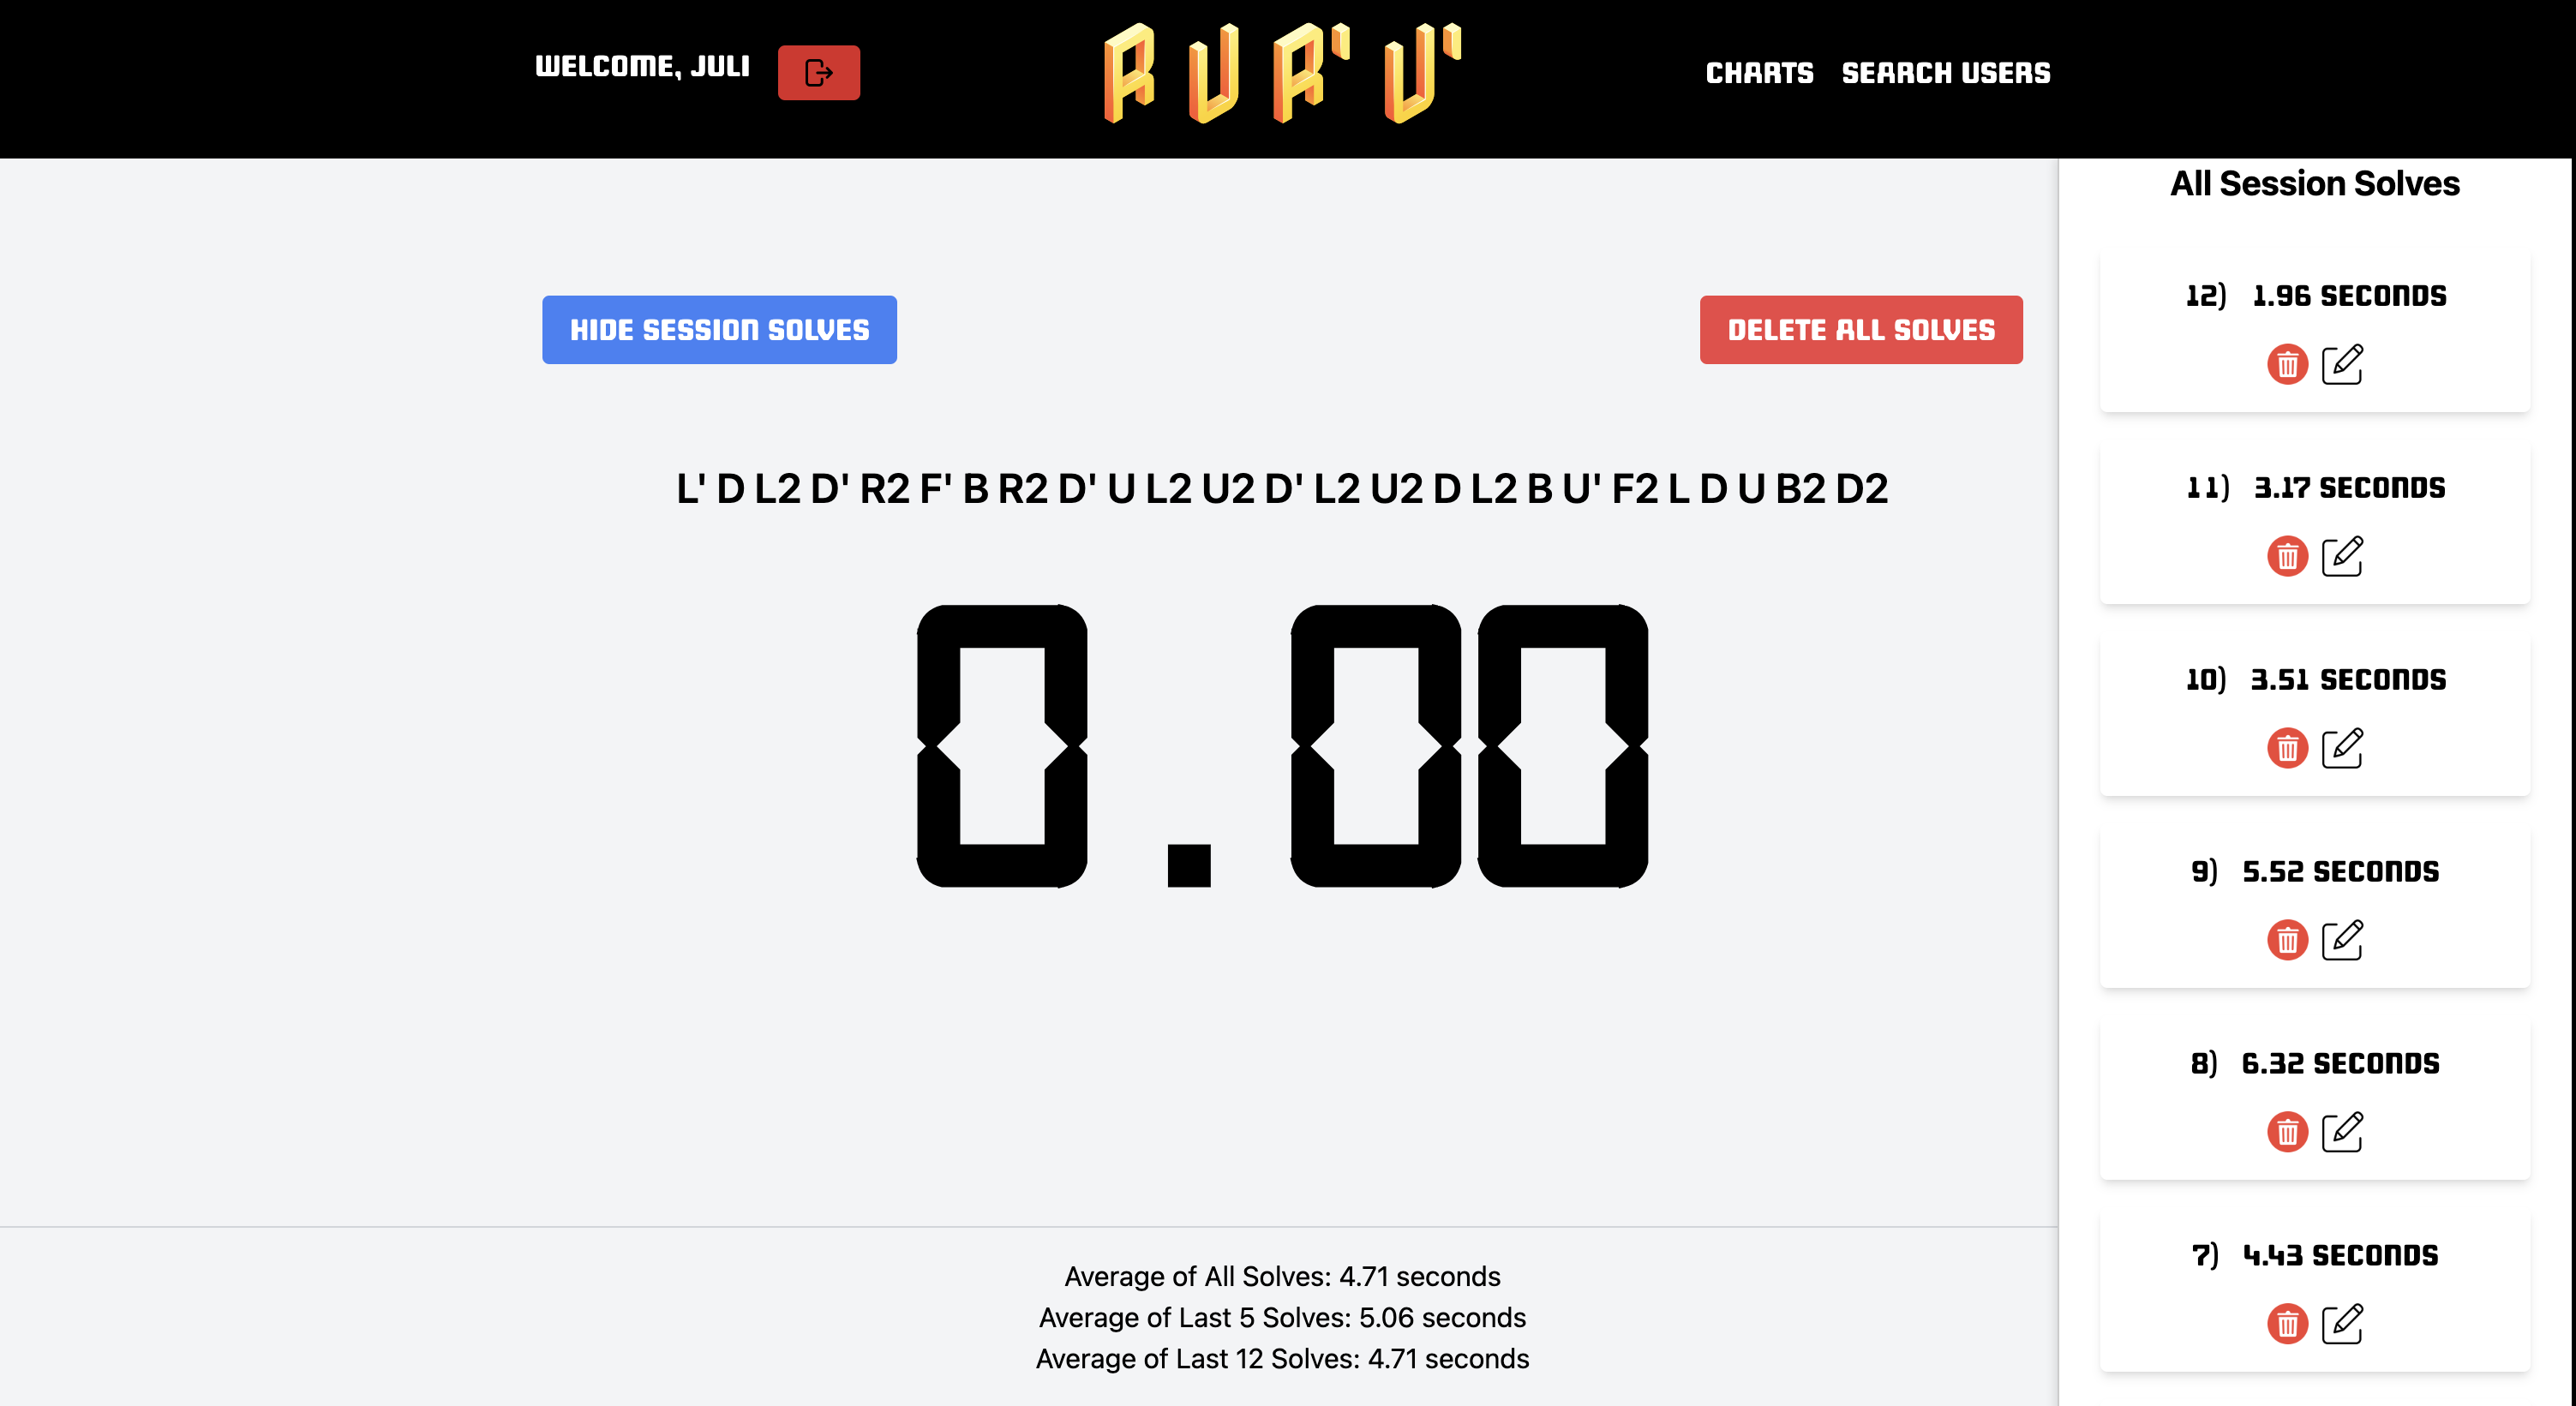 WELCOME, JULI
R U R' U'
CHARTS SEARCH USERS
HIDE SESSION SOLVES
DELETE ALL SOLVES
L' D L2 D' R2 F' B R2 D' U L2 U2 D' L2 U2 D L2 B U' F2 L D U B2 D2
0.00
Average of All Solves: 4.71 seconds
Average of Last 5 Solves: 5.06 seconds
Average of Last 12 Solves: 4.71 seconds
All Session Solves
12) 1.96 SECONDS
11) 3.17 SECONDS
10) 3.51 SECONDS
9) 5.52 SECONDS
8) 6.32 SECONDS
7) 4.43 SECONDS